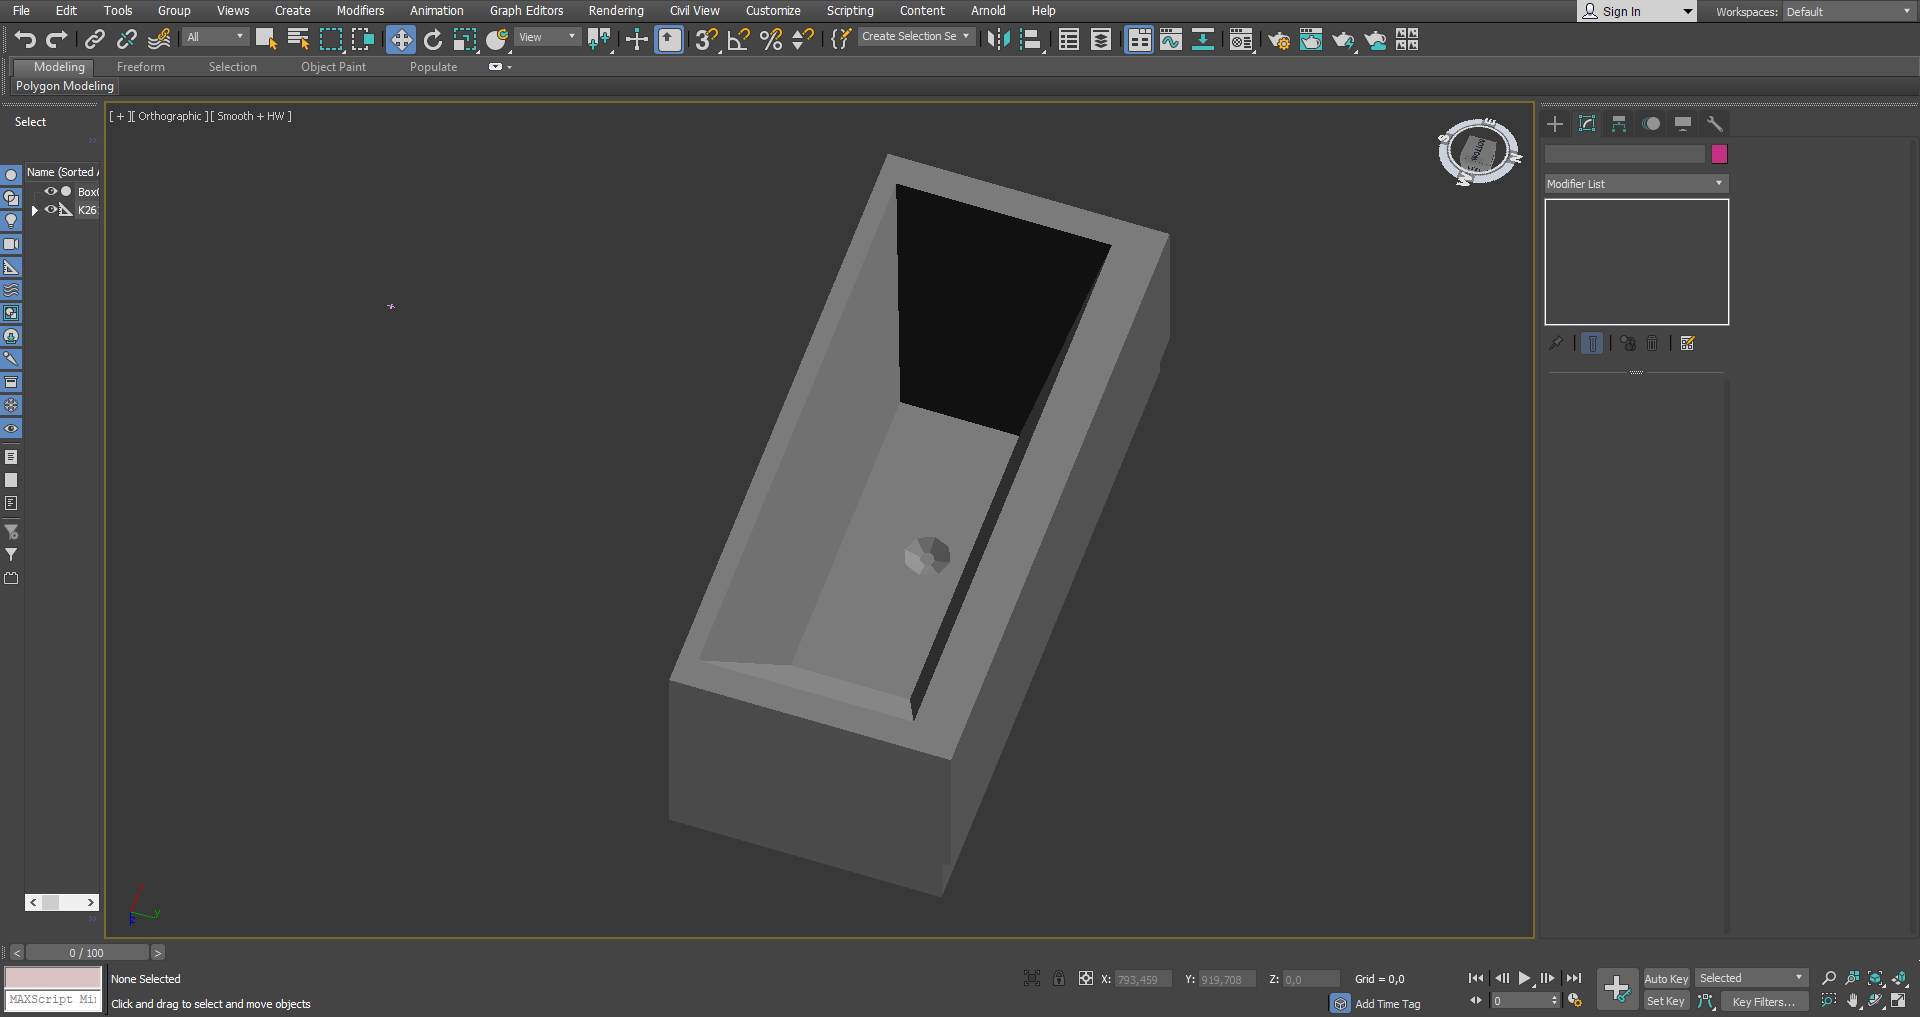 File Edit Tools Group Views Create Modifiers Animation Graph Editors Rendering Civil View Customize Scripting Content Arnold Help Sign In Workspaces: Default
All View Create Selection Se
Modeling Freeform Selection Object Paint Populate
Polygon Modeling
Select
[ + ][ Orthographic ][ Smooth + HW ]
Name (Sorted A
Box0
K26
Modifier List
BOTTOM
y
0 / 100
None Selected
X: 793,459 Y: 919,708 Z: 0,0 Grid = 0,0
Auto Key Selected
MAXScript Mi
Click and drag to select and move objects
Add Time Tag
0
Set Key Key Filters...